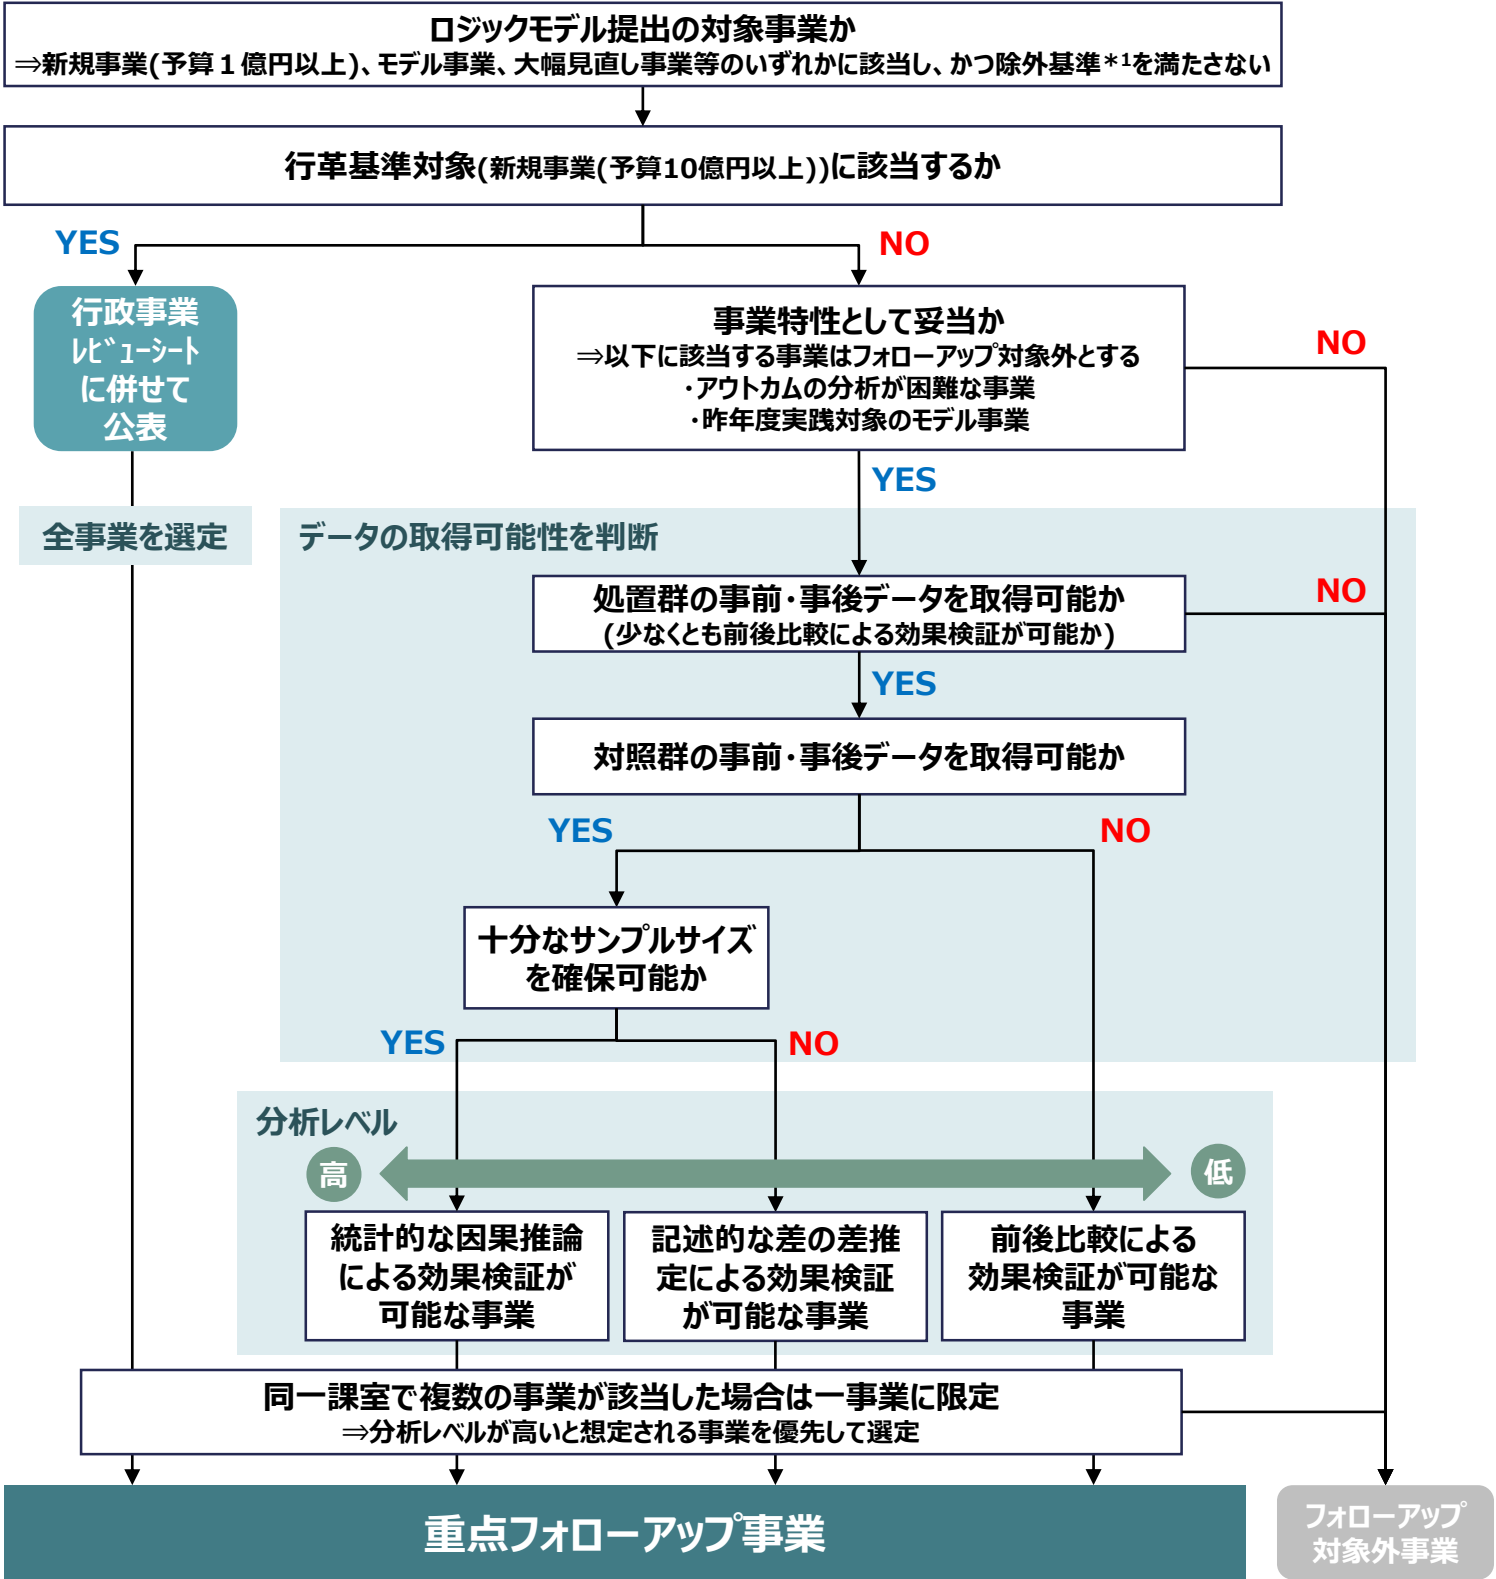 ロジックモデル提出の対象事業か
⇒新規事業(予算１億円以上)、モデル事業、大幅見直し事業等のいずれかに該当し、かつ除外基準*1を満たさない
行革基準対象(新規事業(予算10億円以上))に該当するか
YES
NO
行政事業
ﾚﾋﾞｭｰｼｰﾄ
に併せて
公表
事業特性として妥当か
⇒以下に該当する事業はフォローアップ対象外とする
・アウトカムの分析が困難な事業
・昨年度実践対象のモデル事業
NO
YES
全事業を選定
データの取得可能性を判断
処置群の事前・事後データを取得可能か
(少なくとも前後比較による効果検証が可能か)
NO
YES
対照群の事前・事後データを取得可能か
YES
NO
十分なサンプルサイズ
を確保可能か
YES
NO
分析レベル
高
低
統計的な因果推論
による効果検証が
可能な事業
記述的な差の差推
定による効果検証
が可能な事業
前後比較による
効果検証が可能な
事業
同一課室で複数の事業が該当した場合は一事業に限定
⇒分析レベルが高いと想定される事業を優先して選定
重点フォローアップ事業
フォローアップ
対象外事業